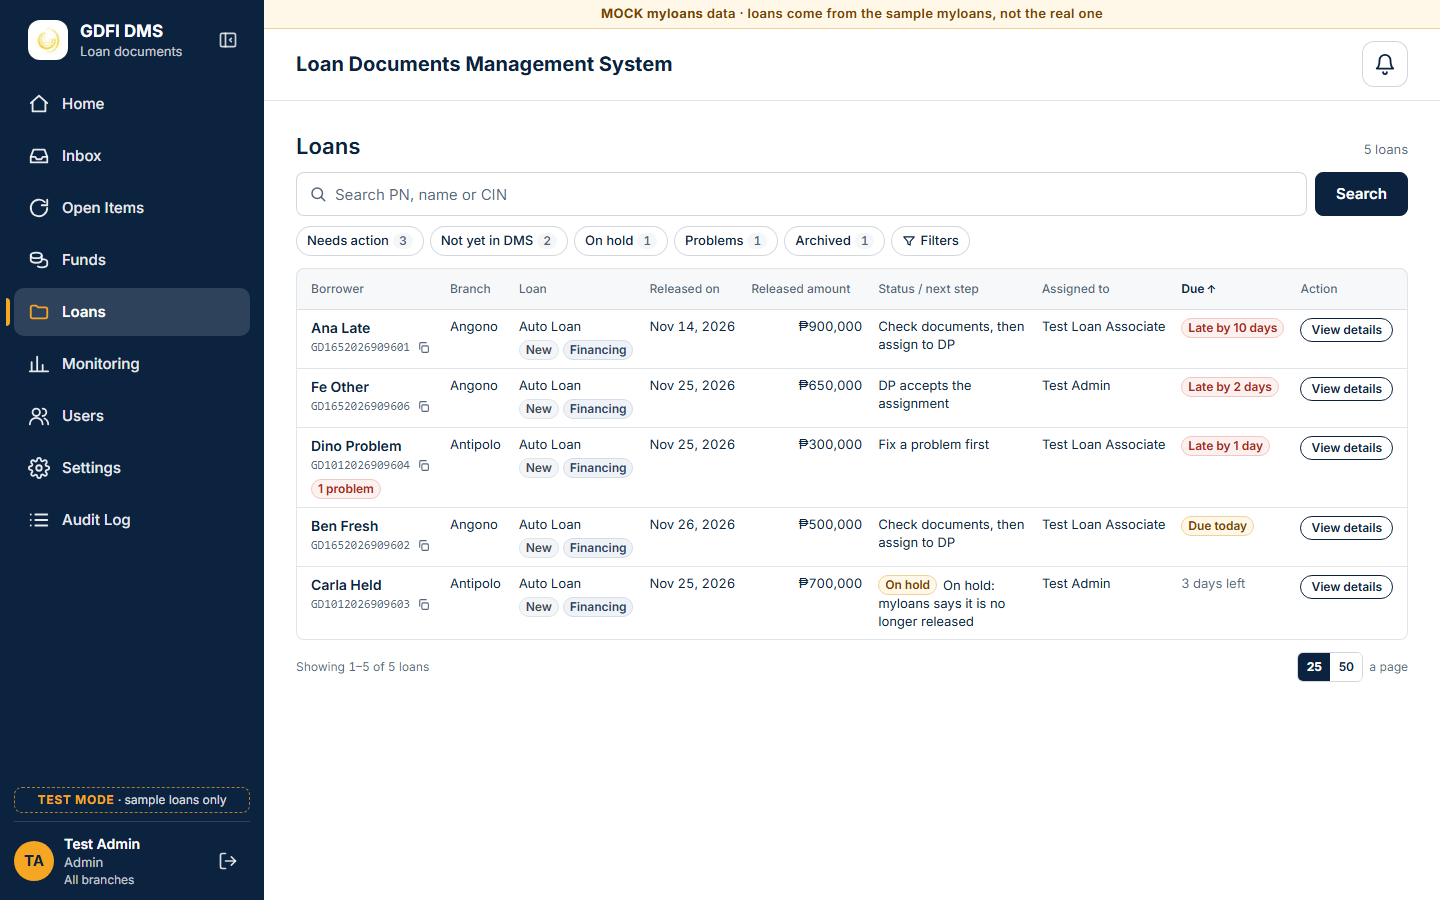 GDFI DMS
Loan documents
Home
Inbox
Open Items
Funds
Loans
Monitoring
Users
Settings
Audit Log
TEST MODE · sample loans only
TA
Test Admin
Admin
All branches
MOCK myloans data · loans come from the sample myloans, not the real one
Loan Documents Management System
Loans
5 loans
Search PN, name or CIN
Search
Needs action 3 Not yet in DMS 2 On hold 1 Problems 1 Archived 1 Filters
Borrower Branch Loan Released on Released amount Status / next step Assigned to Due ↑ Action
Ana Late Angono Auto Loan Nov 14, 2026 ₱900,000 Check documents, then Test Loan Associate Late by 10 days View details
GD1652026909601 New Financing assign to DP
Fe Other Angono Auto Loan Nov 25, 2026 ₱650,000 DP accepts the Test Admin Late by 2 days View details
GD1652026909606 New Financing assignment
Dino Problem Antipolo Auto Loan Nov 25, 2026 ₱300,000 Fix a problem first Test Loan Associate Late by 1 day View details
GD1012026909604 New Financing
1 problem
Ben Fresh Angono Auto Loan Nov 26, 2026 ₱500,000 Check documents, then Test Loan Associate Due today View details
GD1652026909602 New Financing assign to DP
Carla Held Antipolo Auto Loan Nov 25, 2026 ₱700,000 On hold On hold: Test Admin 3 days left View details
GD1012026909603 New Financing myloans says it is no
longer released
Showing 1–5 of 5 loans
25 50 a page